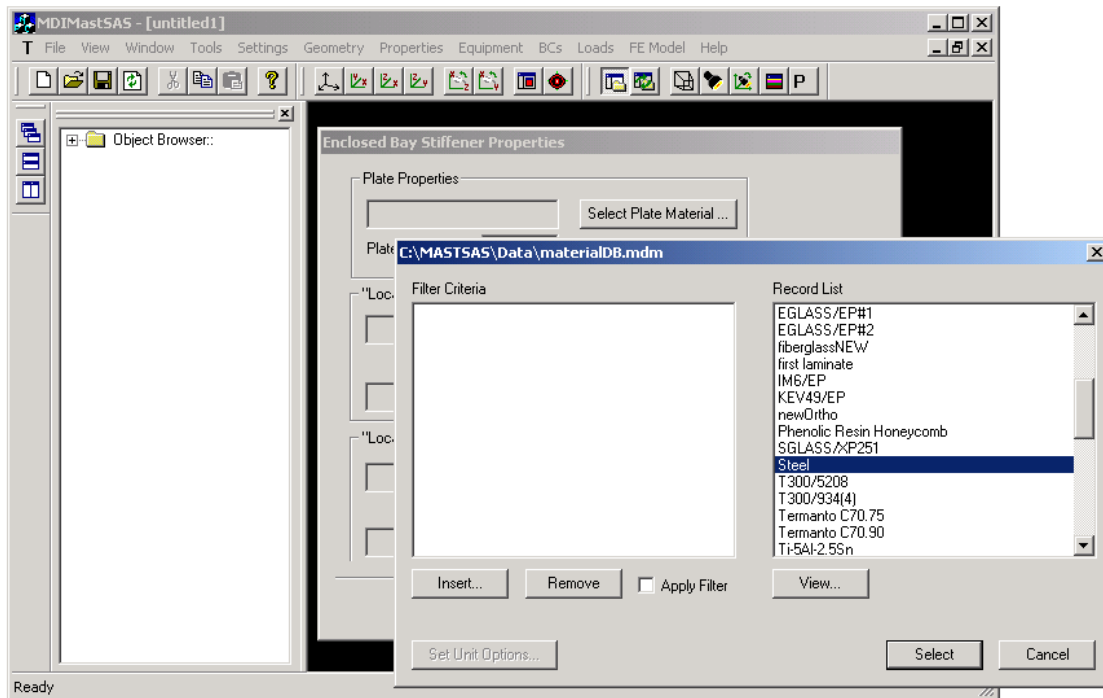 MDIMastSAS - [untitled1]
T File View Window Tools Settings Geometry Properties Equipment BCs Loads FE Model Help
P
Object Browser::
Enclosed Bay Stiffener Properties
Plate Properties
Select Plate Material ...
Plate
C:\MASTSAS\Data\materialDB.mdm
Filter Criteria
Record List
"Loc
"Loc
EGLASS/EP#1
EGLASS/EP#2
fiberglassNEW
first laminate
IM6/EP
KEV49/EP
newOrtho
Phenolic Resin Honeycomb
SGLASS/XP251
Steel
T300/5208
T300/934(4)
Termanto C70.75
Termanto C70.90
Ti-5Al-2.5Sn
Insert...
Remove
Apply Filter
View...
Set Unit Options...
Select
Cancel
Ready